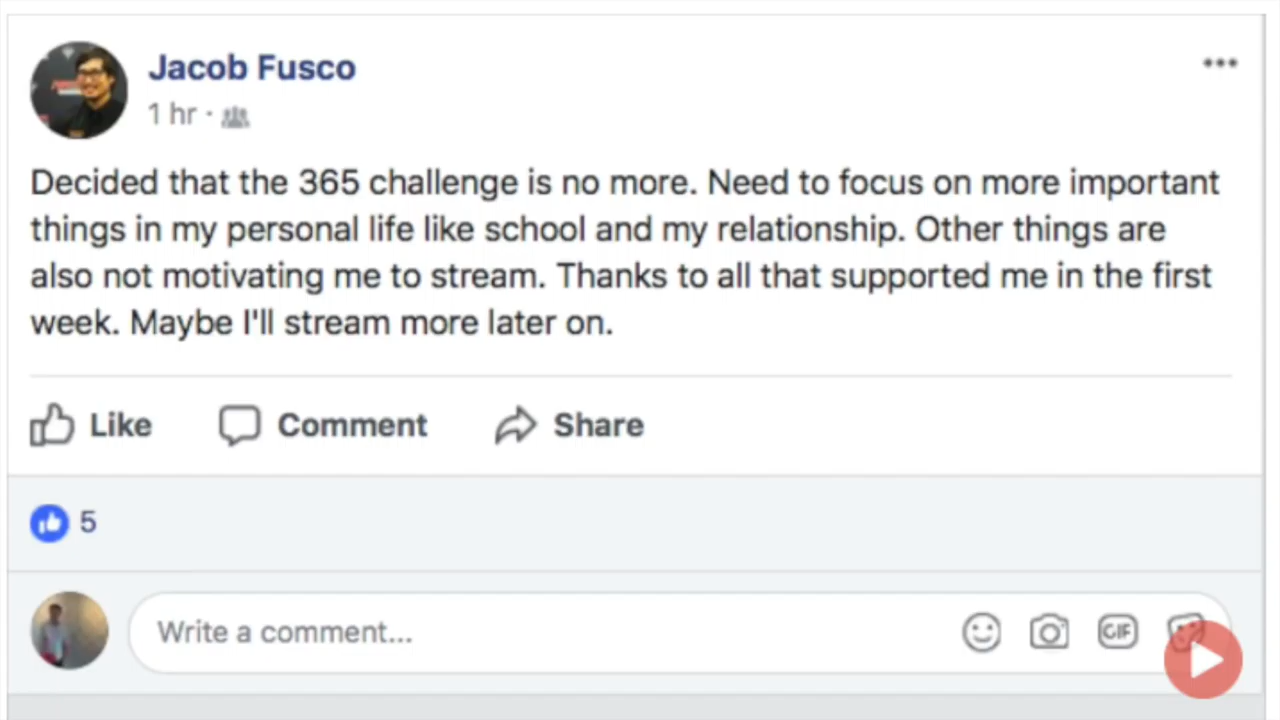 Jacob Fusco
1 hr ·
Decided that the 365 challenge is no more. Need to focus on more important
things in my personal life like school and my relationship. Other things are
also not motivating me to stream. Thanks to all that supported me in the first
week. Maybe I'll stream more later on.
Like Comment Share
5
Write a comment... GIF